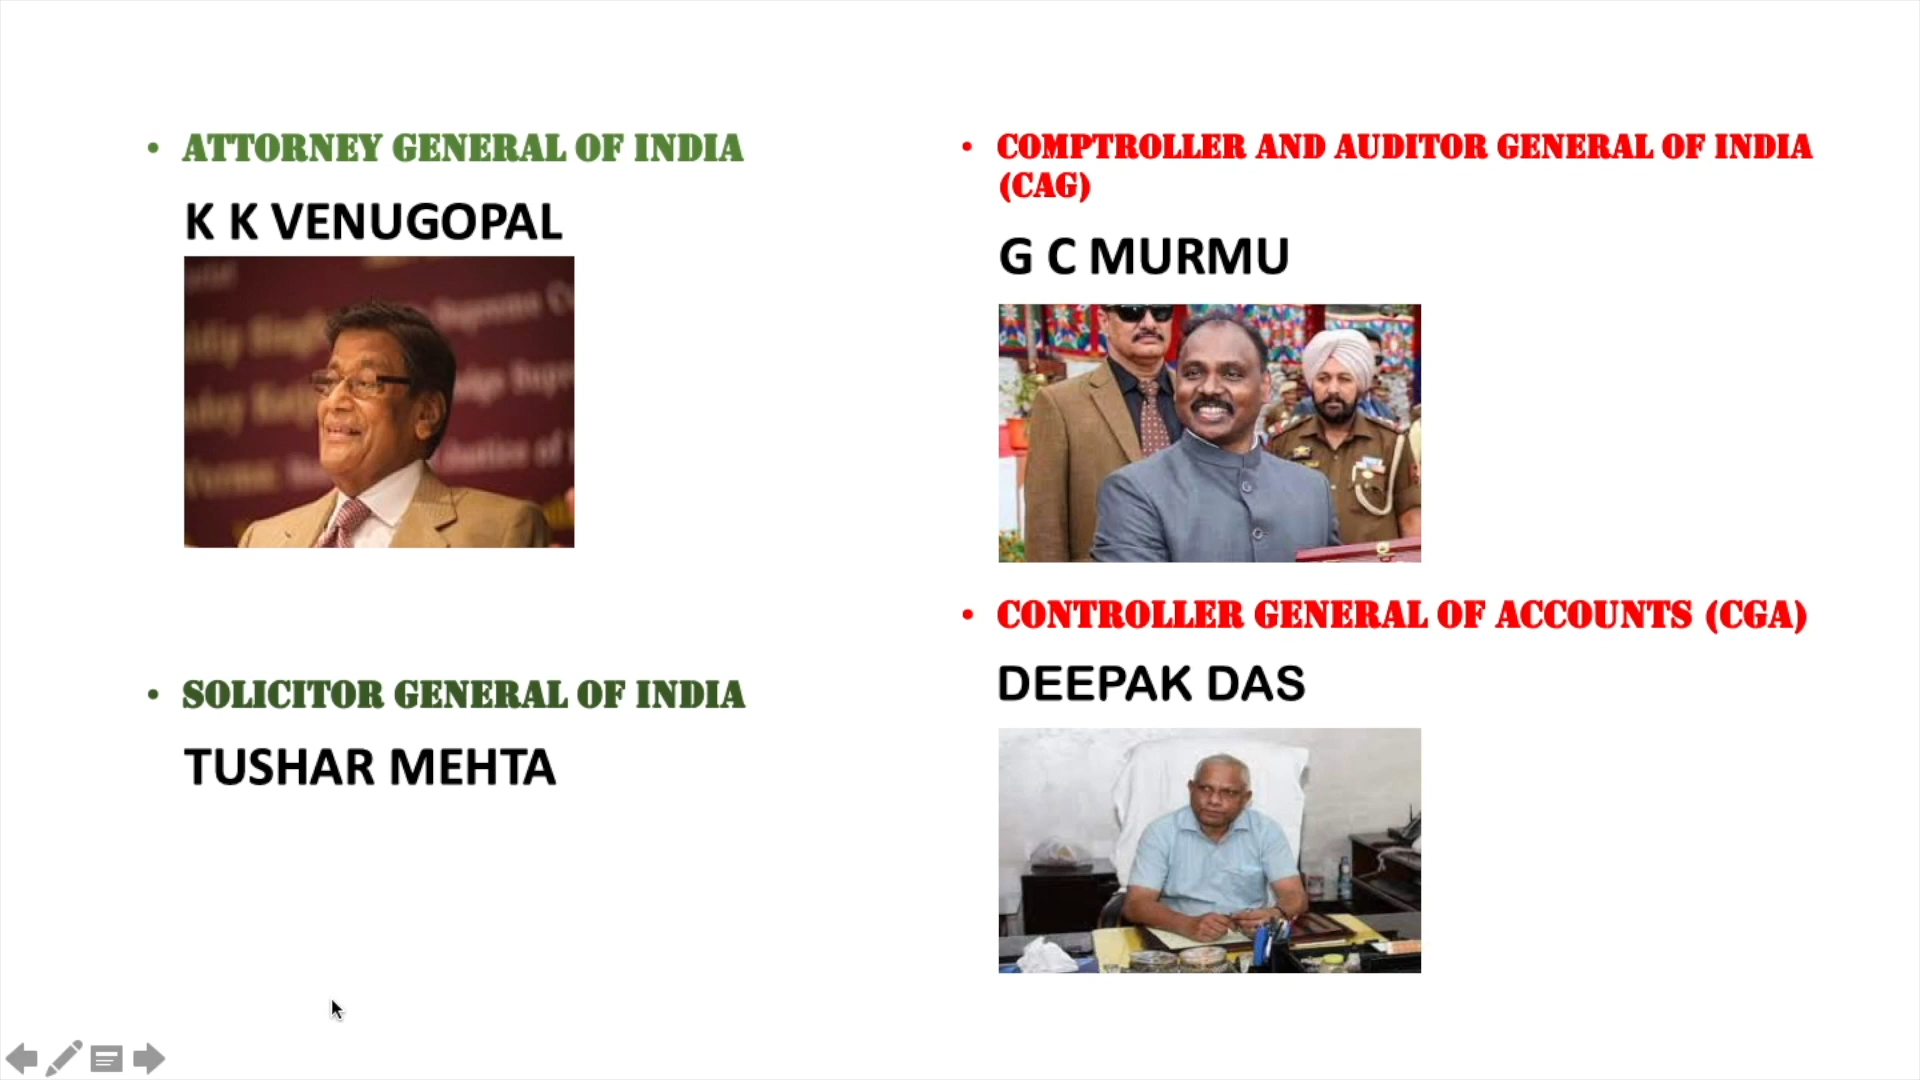 • ATTORNEY GENERAL OF INDIA
K K VENUGOPAL
• SOLICITOR GENERAL OF INDIA
TUSHAR MEHTA
• COMPTROLLER AND AUDITOR GENERAL OF INDIA
(CAG)
G C MURMU
• CONTROLLER GENERAL OF ACCOUNTS (CGA)
DEEPAK DAS